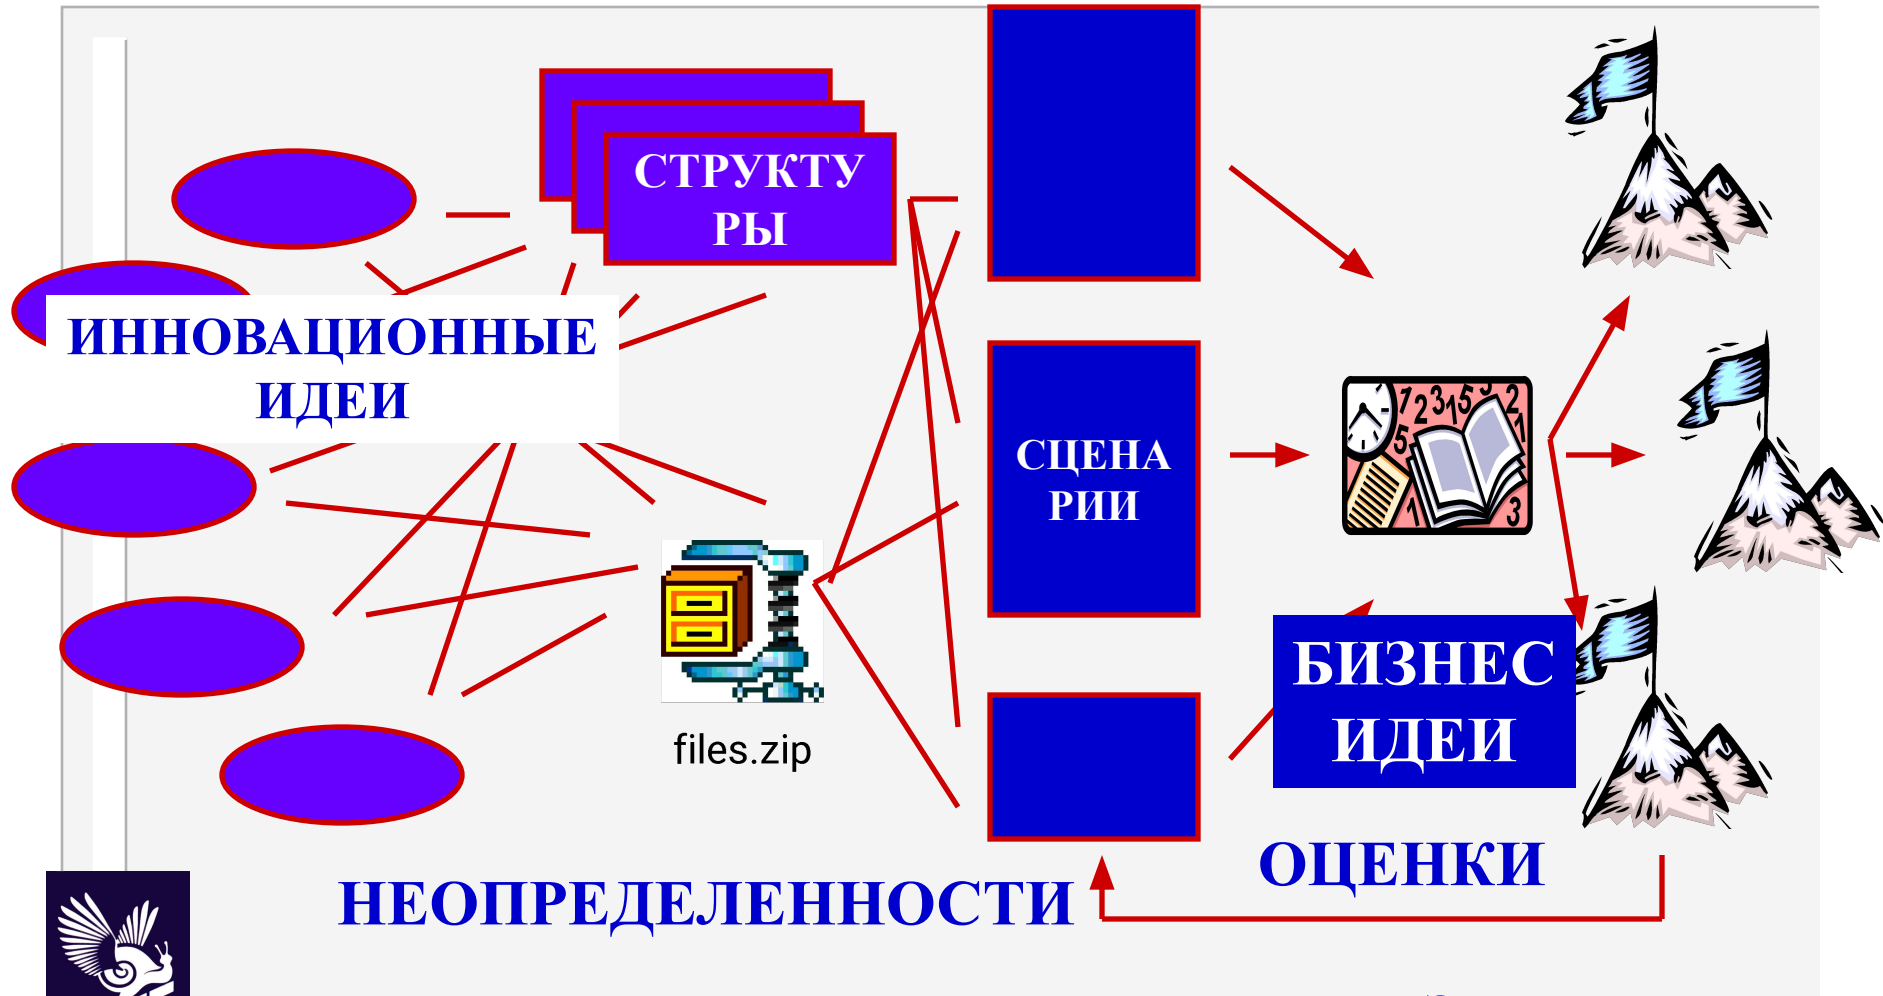 СТРУКТУ
РЫ
ИННОВАЦИОННЫЕ
ИДЕИ
СЦЕНА
РИИ
files.zip
БИЗНЕС
ИДЕИ
ОЦЕНКИ
НЕОПРЕДЕЛЕННОСТИ